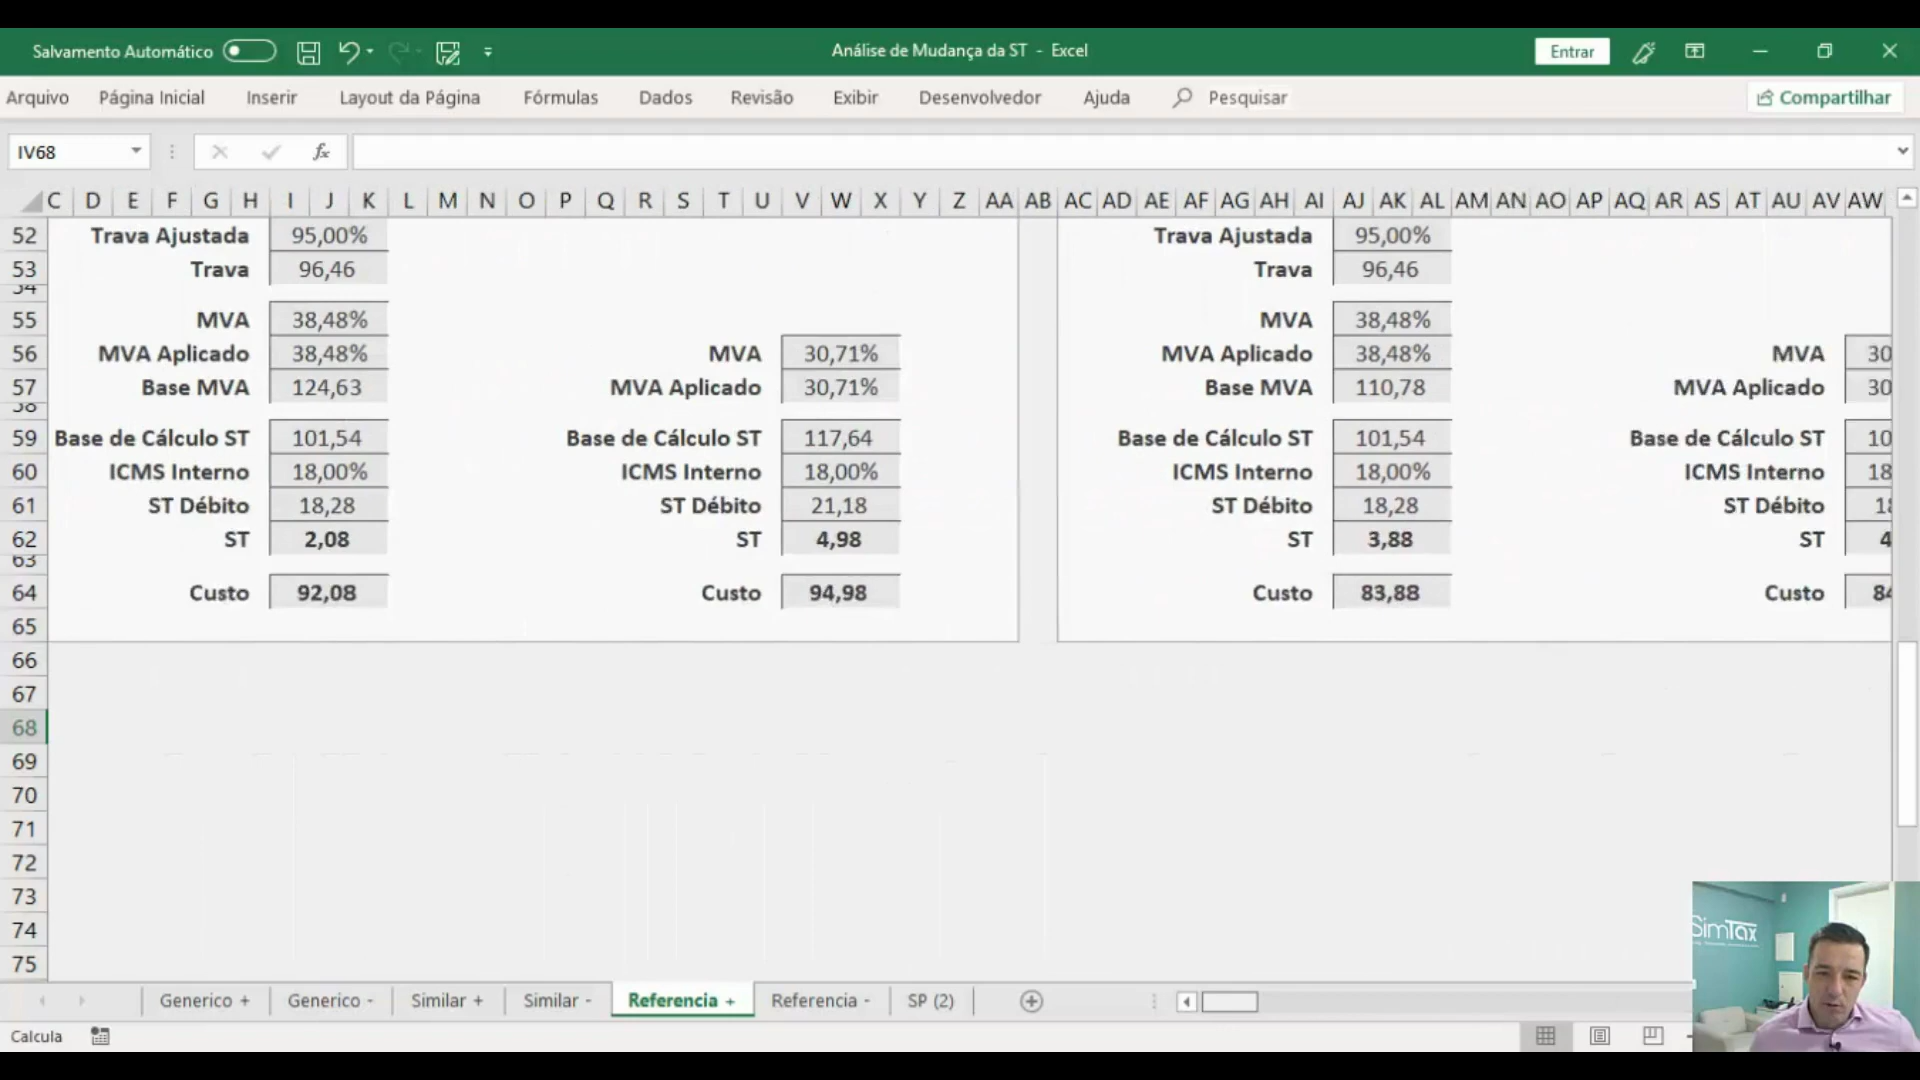 Salvamento Automático
Análise de Mudança da ST - Excel
Entrar
Arquivo Página Inicial Inserir Layout da Página Fórmulas Dados Revisão Exibir Desenvolvedor Ajuda Pesquisar Compartilhar
IV68 fx
C D E F G H I J K L M N O P Q R S T U V W X Y Z AA AB AC AD AE AF AG AH AI AJ AK AL AM AN AO AP AQ AR AS AT AU AV AW
52 Trava Ajustada 95,00% Trava Ajustada 95,00%
53 Trava 96,46 Trava 96,46
54
55 MVA 38,48% MVA 38,48%
56 MVA Aplicado 38,48% MVA 30,71% MVA Aplicado 38,48% MVA 30
57 Base MVA 124,63 MVA Aplicado 30,71% Base MVA 110,78 MVA Aplicado 30
58
59 Base de Cálculo ST 101,54 Base de Cálculo ST 117,64 Base de Cálculo ST 101,54 Base de Cálculo ST 10
60 ICMS Interno 18,00% ICMS Interno 18,00% ICMS Interno 18,00% ICMS Interno 18
61 ST Débito 18,28 ST Débito 21,18 ST Débito 18,28 ST Débito 18
62 ST 2,08 ST 4,98 ST 3,88 ST 4
63
64 Custo 92,08 Custo 94,98 Custo 83,88 Custo 84
65
66
67
68
69
70
71
72
73
74
75
SimTax
Generico + Generico - Similar + Similar - Referencia + Referencia - SP (2)
Calcula